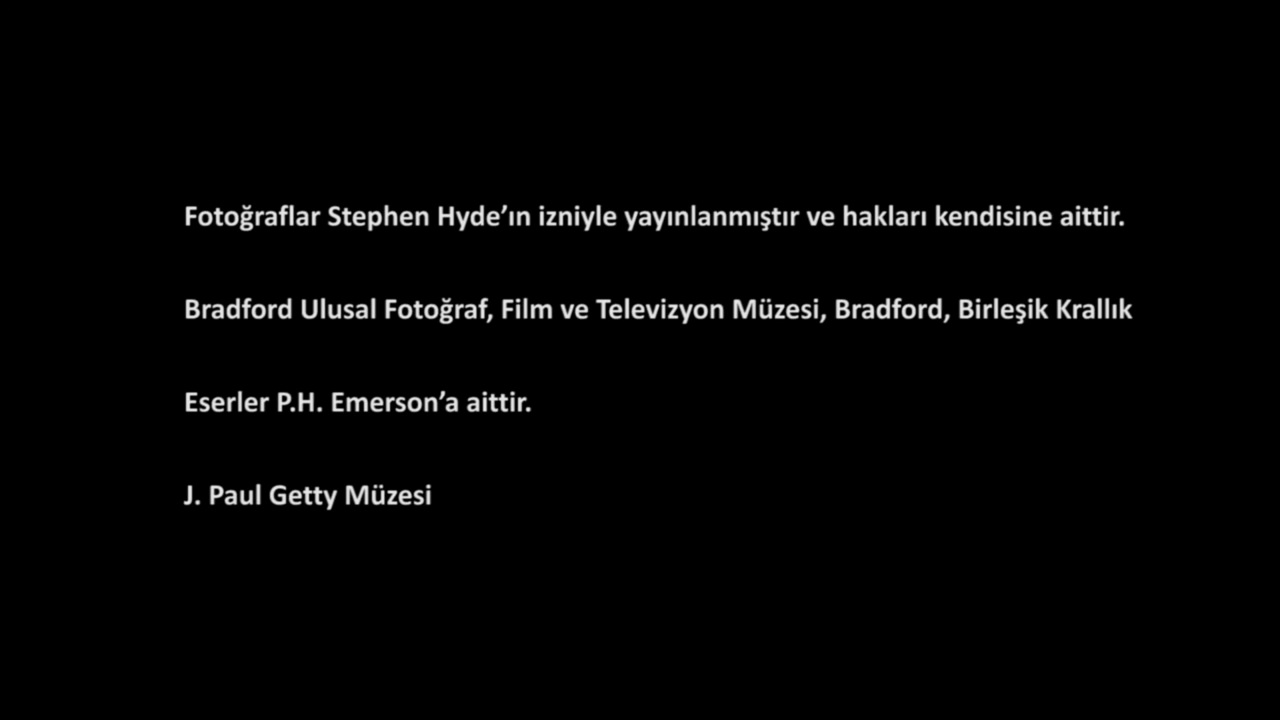 Fotoğraflar Stephen Hyde’ın izniyle yayınlanmıştır ve hakları kendisine aittir.
Bradford Ulusal Fotoğraf, Film ve Televizyon Müzesi, Bradford, Birleşik Krallık
Eserler P.H. Emerson’a aittir.
J. Paul Getty Müzesi